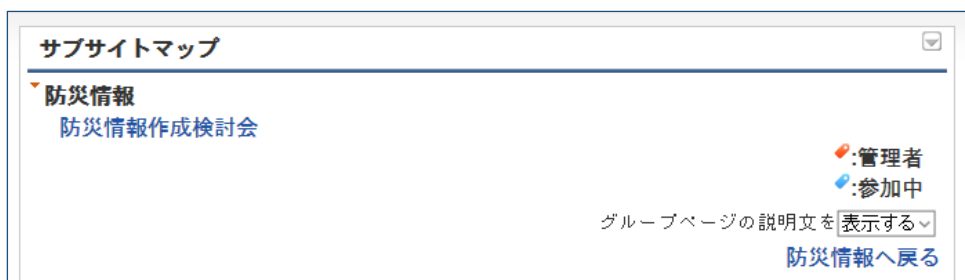 サブサイトマップ
防災情報
防災情報作成検討会
:管理者
:参加中
グループページの説明文を表示する
防災情報へ戻る